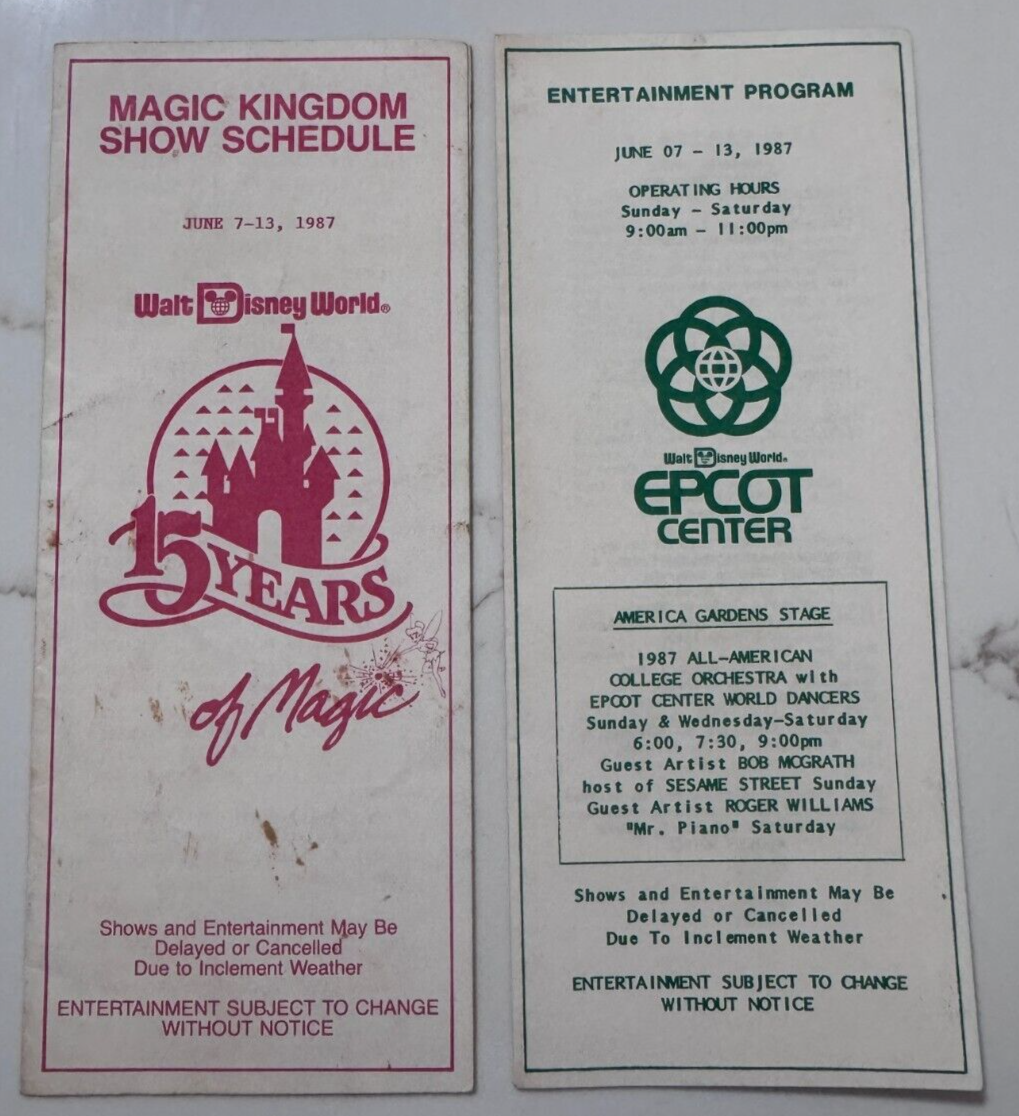 MAGIC KINGDOM
SHOW SCHEDULE
JUNE 7-13, 1987
Walt Disney World®
15 YEARS
of Magic
Shows and Entertainment May Be
Delayed or Cancelled
Due to Inclement Weather
ENTERTAINMENT SUBJECT TO CHANGE
WITHOUT NOTICE
ENTERTAINMENT PROGRAM
JUNE 07 - 13, 1987
OPERATING HOURS
Sunday - Saturday
9:00am - 11:00pm
Walt Disney World®
EPCOT
CENTER
AMERICA GARDENS STAGE
1987 ALL-AMERICAN
COLLEGE ORCHESTRA with
EPCOT CENTER WORLD DANCERS
Sunday & Wednesday-Saturday
6:00, 7:30, 9:00pm
Guest Artist BOB MCGRATH
host of SESAME STREET Sunday
Guest Artist ROGER WILLIAMS
"Mr. Piano" Saturday
Shows and Entertainment May Be
Delayed or Cancelled
Due To Inclement Weather
ENTERTAINMENT SUBJECT TO CHANGE
WITHOUT NOTICE